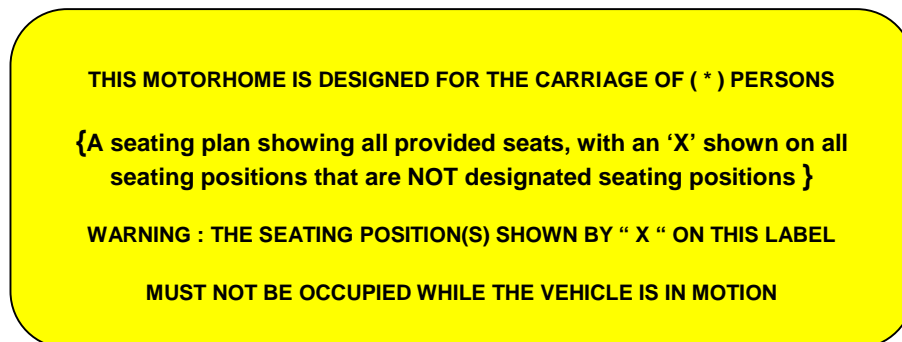 THIS MOTORHOME IS DESIGNED FOR THE CARRIAGE OF ( * ) PERSONS
{A seating plan showing all provided seats, with an ‘X’ shown on all
seating positions that are NOT designated seating positions }
WARNING : THE SEATING POSITION(S) SHOWN BY “ X “ ON THIS LABEL
MUST NOT BE OCCUPIED WHILE THE VEHICLE IS IN MOTION